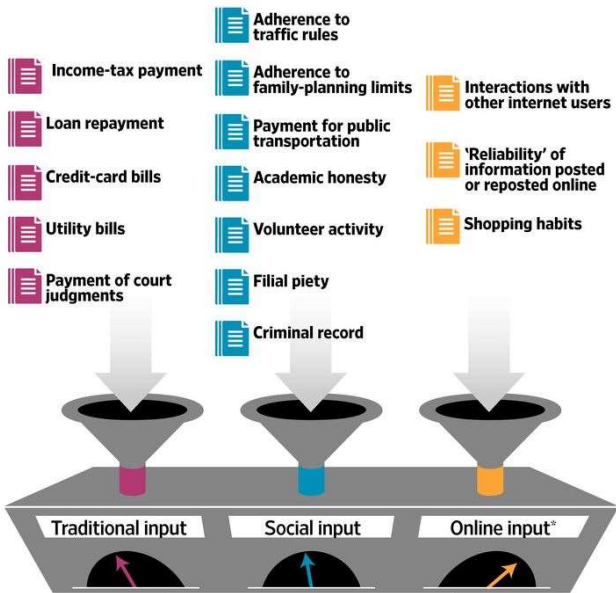 Income-tax payment
Loan repayment
Credit-card bills
Utility bills
Payment of court
judgments
Adherence to
traffic rules
Adherence to
family-planning limits
Payment for public
transportation
Academic honesty
Volunteer activity
Filial piety
Criminal record
Interactions with
other internet users
‘Reliability’ of
information posted
or reposted online
Shopping habits
Traditional input
Social input
Online input*